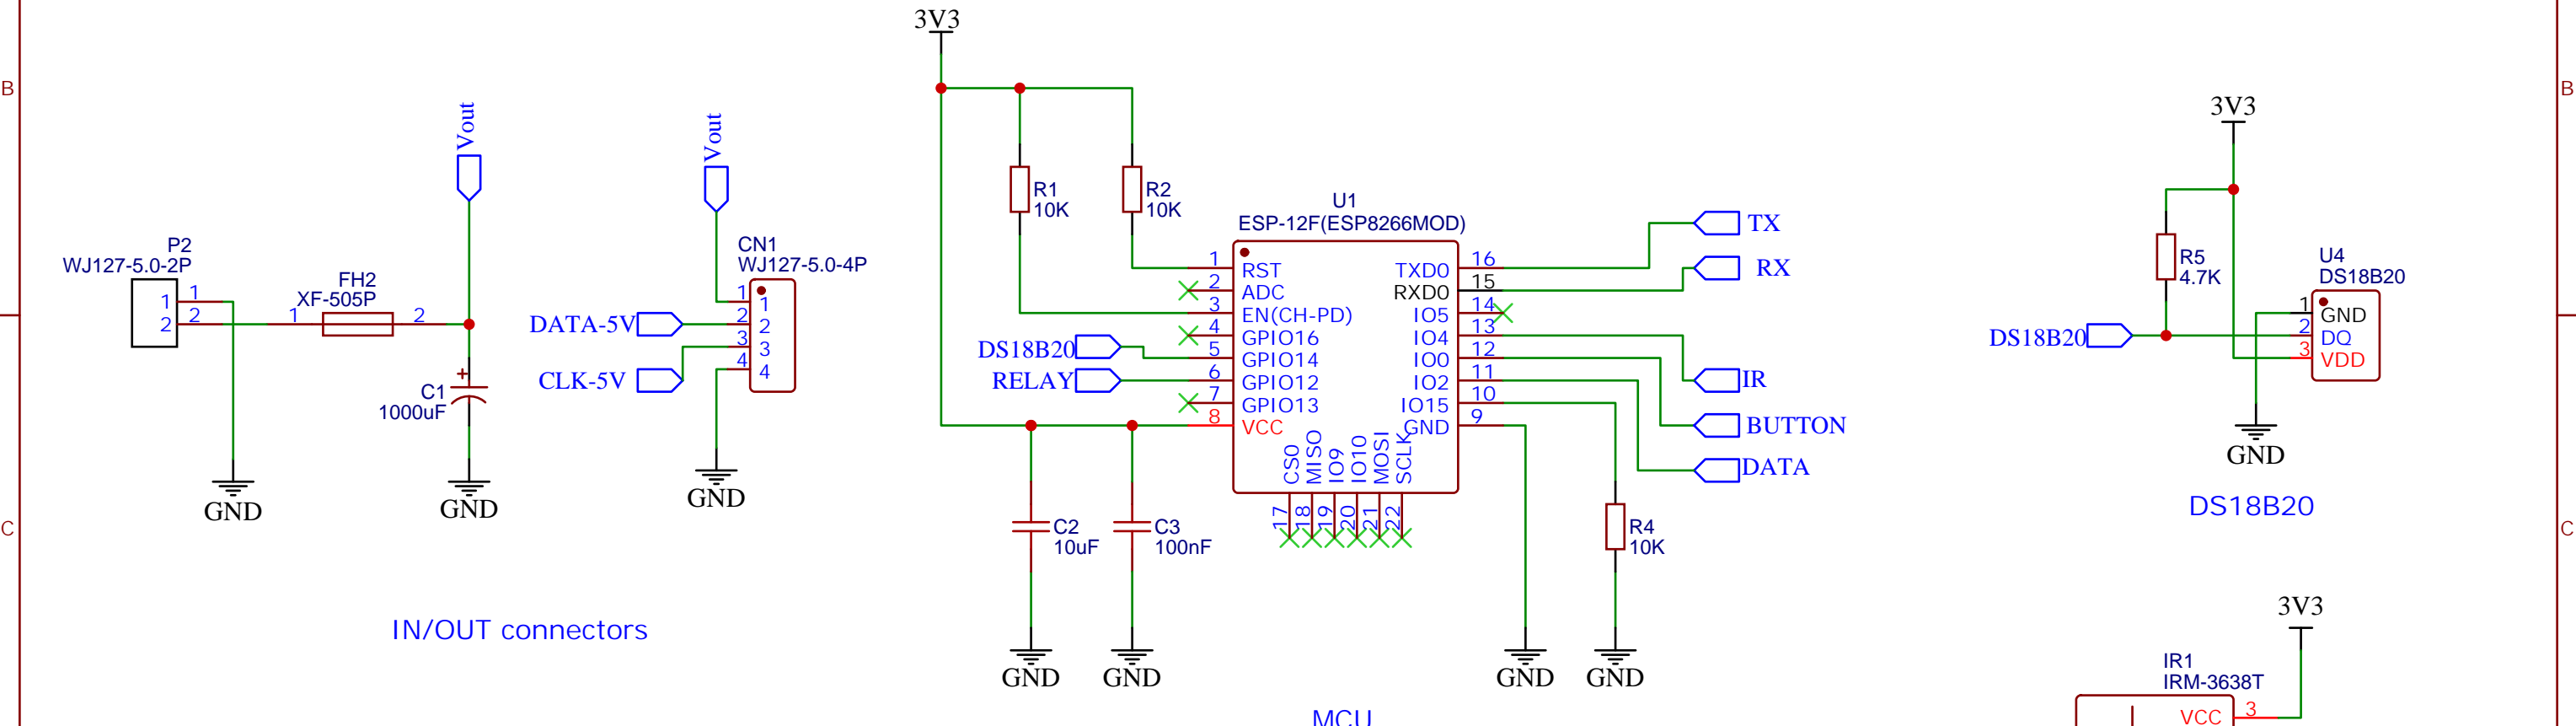 B
C
P2
WJ127-5.0-2P
1
2
1
2
FH2
XF-505P
1
2
Vout
+
C1
1000uF
GND
GND
DATA-5V
CLK-5V
Vout
CN1
WJ127-5.0-4P
1
2
3
4
1
2
3
4
GND
IN/OUT connectors
3V3
R1
10K
R2
10K
DS18B20
RELAY
U1
ESP-12F(ESP8266MOD)
1 RST
2 ADC
3 EN(CH-PD)
4 GPIO16
5 GPIO14
6 GPIO12
7 GPIO13
8 VCC
TXD0 16
RXD0 15
IO5 14
IO4 13
IO0 12
IO2 11
IO15 10
GND 9
CS0 17
MISO 18
IO9 19
IO10 20
MOSI 21
SCLK 22
C2
10uF
C3
100nF
GND
GND
R4
10K
GND
GND
TX
RX
IR
BUTTON
DATA
MCU
3V3
R5
4.7K
DS18B20
U4
DS18B20
1 GND
2 DQ
3 VDD
GND
DS18B20
3V3
IR1
IRM-3638T
VCC 3
B
C